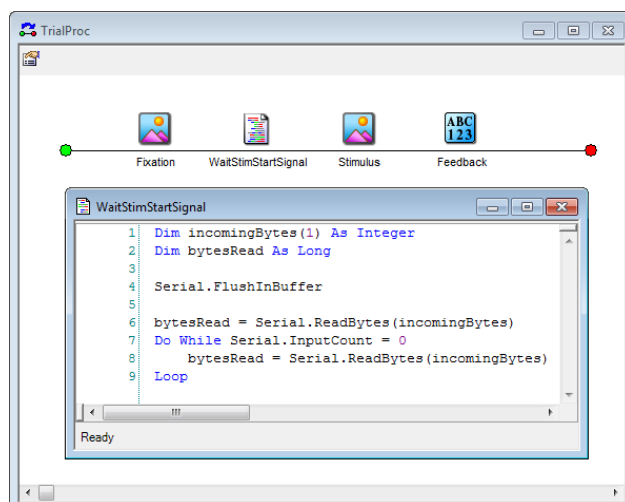 TrialProc
ABC
123
Fixation WaitStimStartSignal Stimulus Feedback
WaitStimStartSignal
1 Dim incomingBytes(1) As Integer
2 Dim bytesRead As Long
3
4 Serial.FlushInBuffer
5
6 bytesRead = Serial.ReadBytes(incomingBytes)
7 Do While Serial.InputCount = 0
8 bytesRead = Serial.ReadBytes(incomingBytes)
9 Loop
Ready